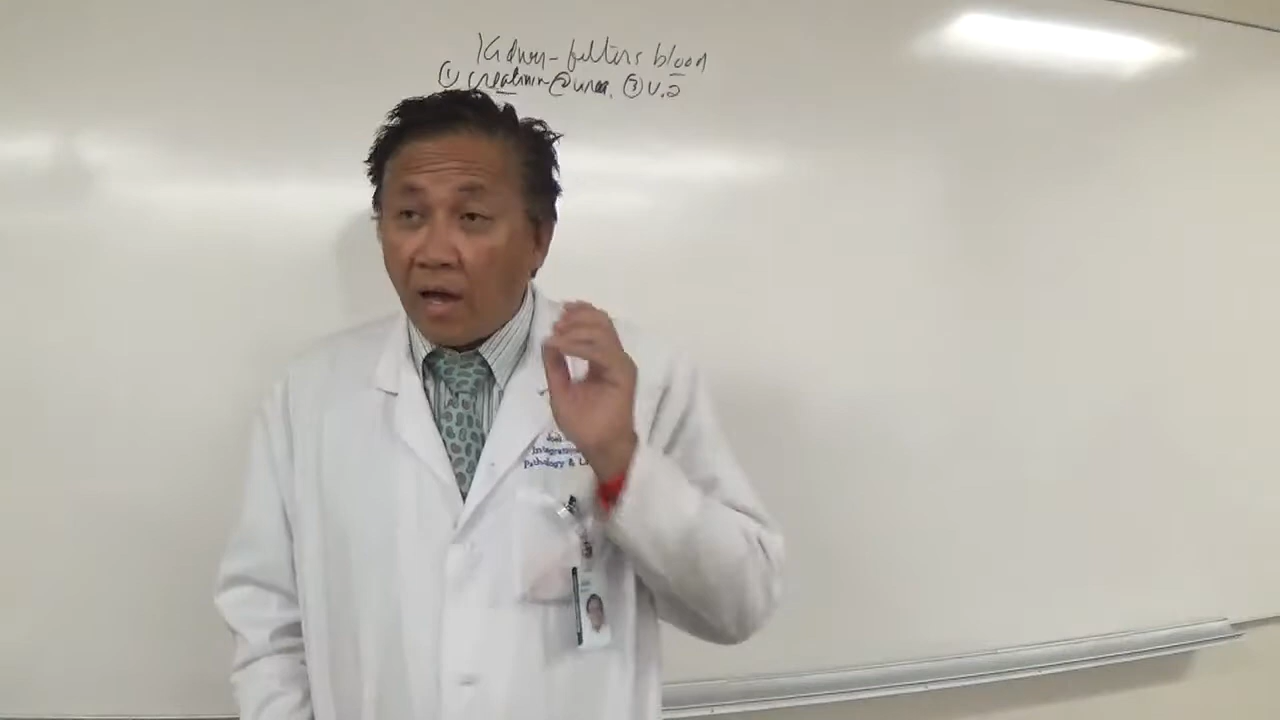 Kidney-filters blood
① creatinin ② urea, ③ U.
Integrative
Pathology &